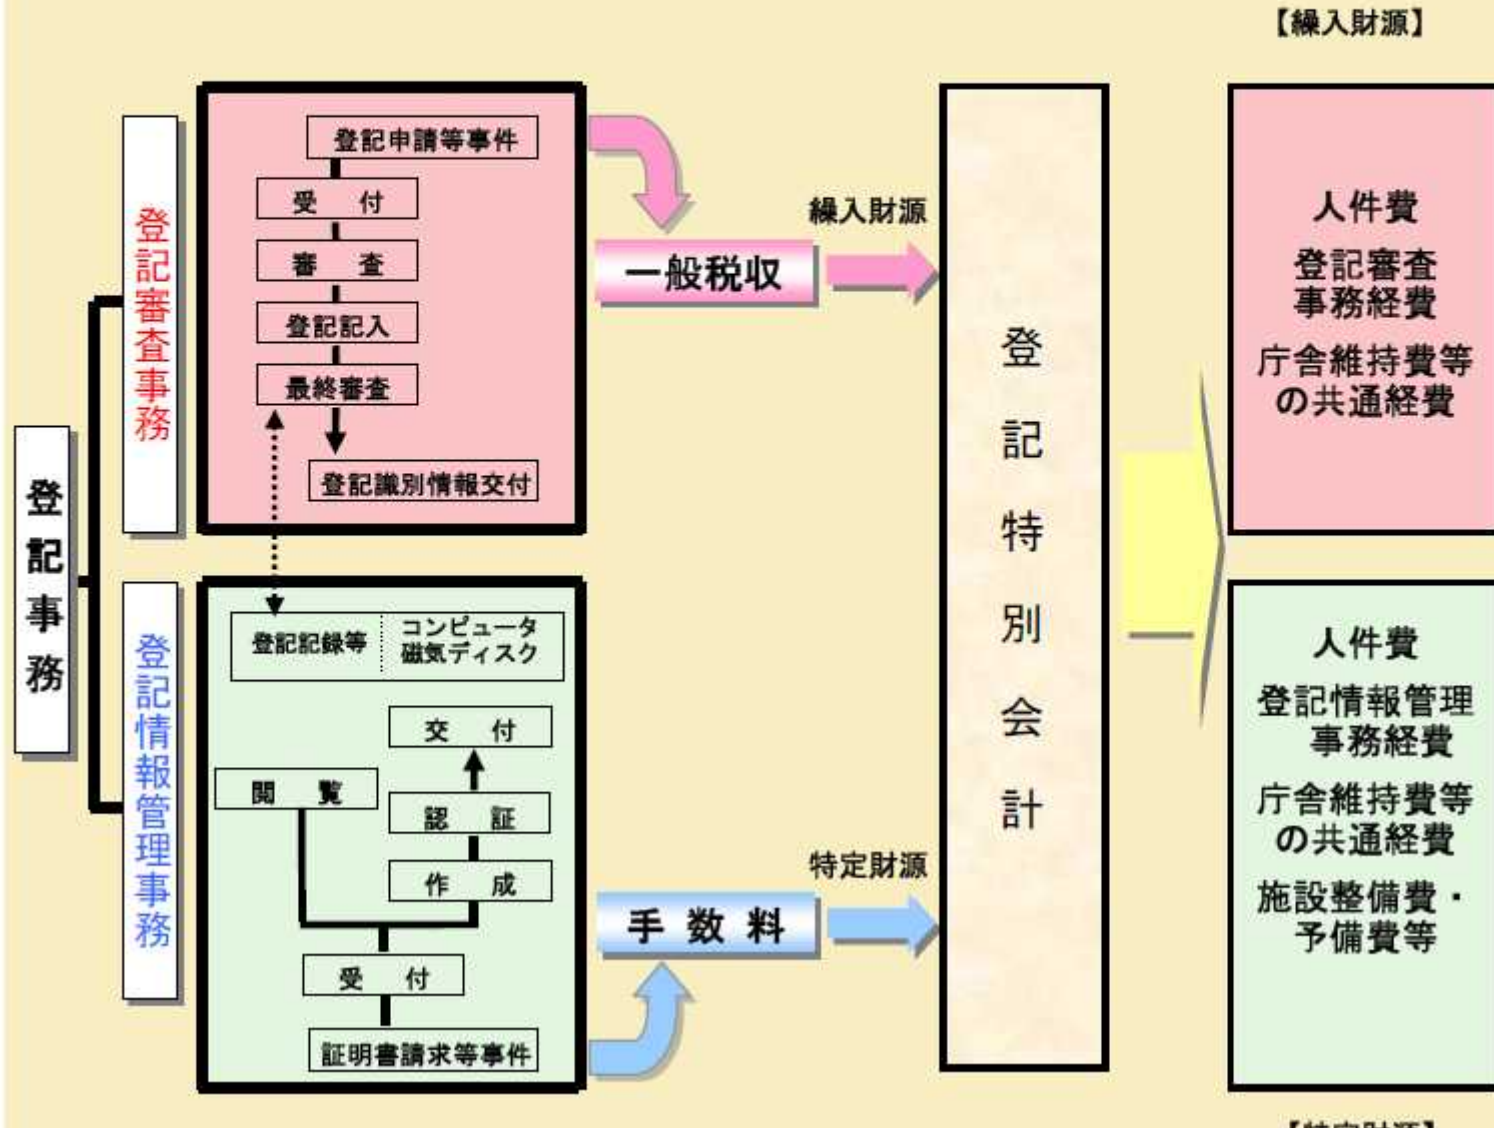 【繰入財源】
登記事務
登記審査事務
登記申請等事件
受　付
審　査
登記記入
最終審査
登記識別情報交付
一般税収
繰入財源
登記特別会計
人件費
登記審査
事務経費
庁舎維持費等
の共通経費
登記情報管理事務
登記記録等
コンピュータ
磁気ディスク
交　付
閲　覧
認　証
作　成
受　付
証明書請求等事件
手数料
特定財源
人件費
登記情報管理
事務経費
庁舎維持費等
の共通経費
施設整備費・
予備費等
【特定財源】